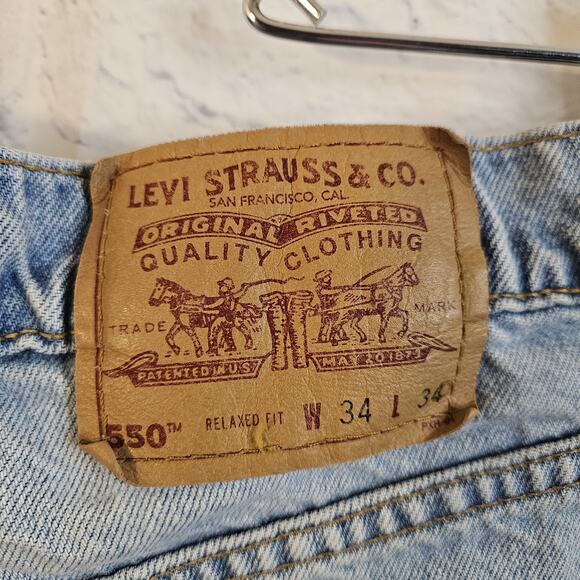 LEVI STRAUSS & CO.
SAN FRANCISCO, CAL
ORIGINAL RIVETED
QUALITY CLOTHING
TRADE MARK
PATENTED IN U.S. MAY 20 1873
550™ RELAXED FIT W 34 L 34